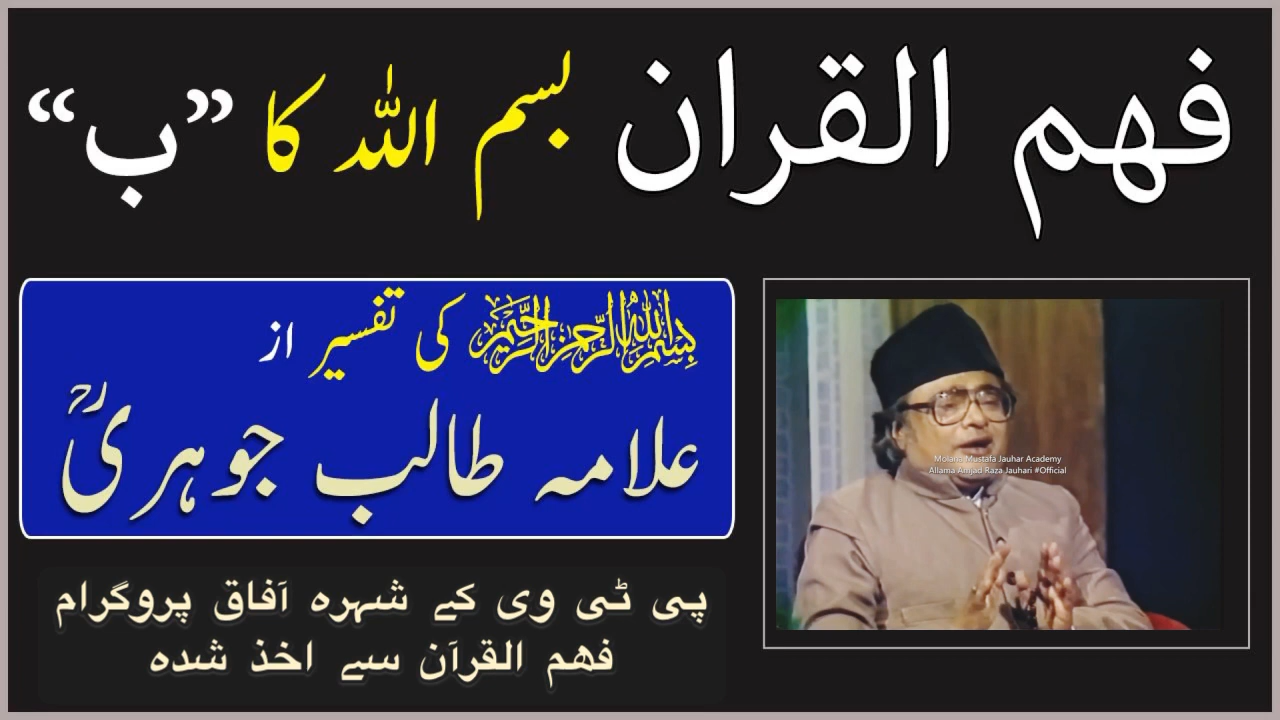 فہم القران بسم اللہ کا ”ب“
بسم اللہ الرحمن الرحیم کی تفسیر از
علامہ طالب جوہریؒ
پی ٹی وی کے شہرہ آفاق پروگرام
فہم القرآن سے اخذ شدہ
Molana Mustafa Jauhar Academy
Allama Amjad Raza Jauhari #Official